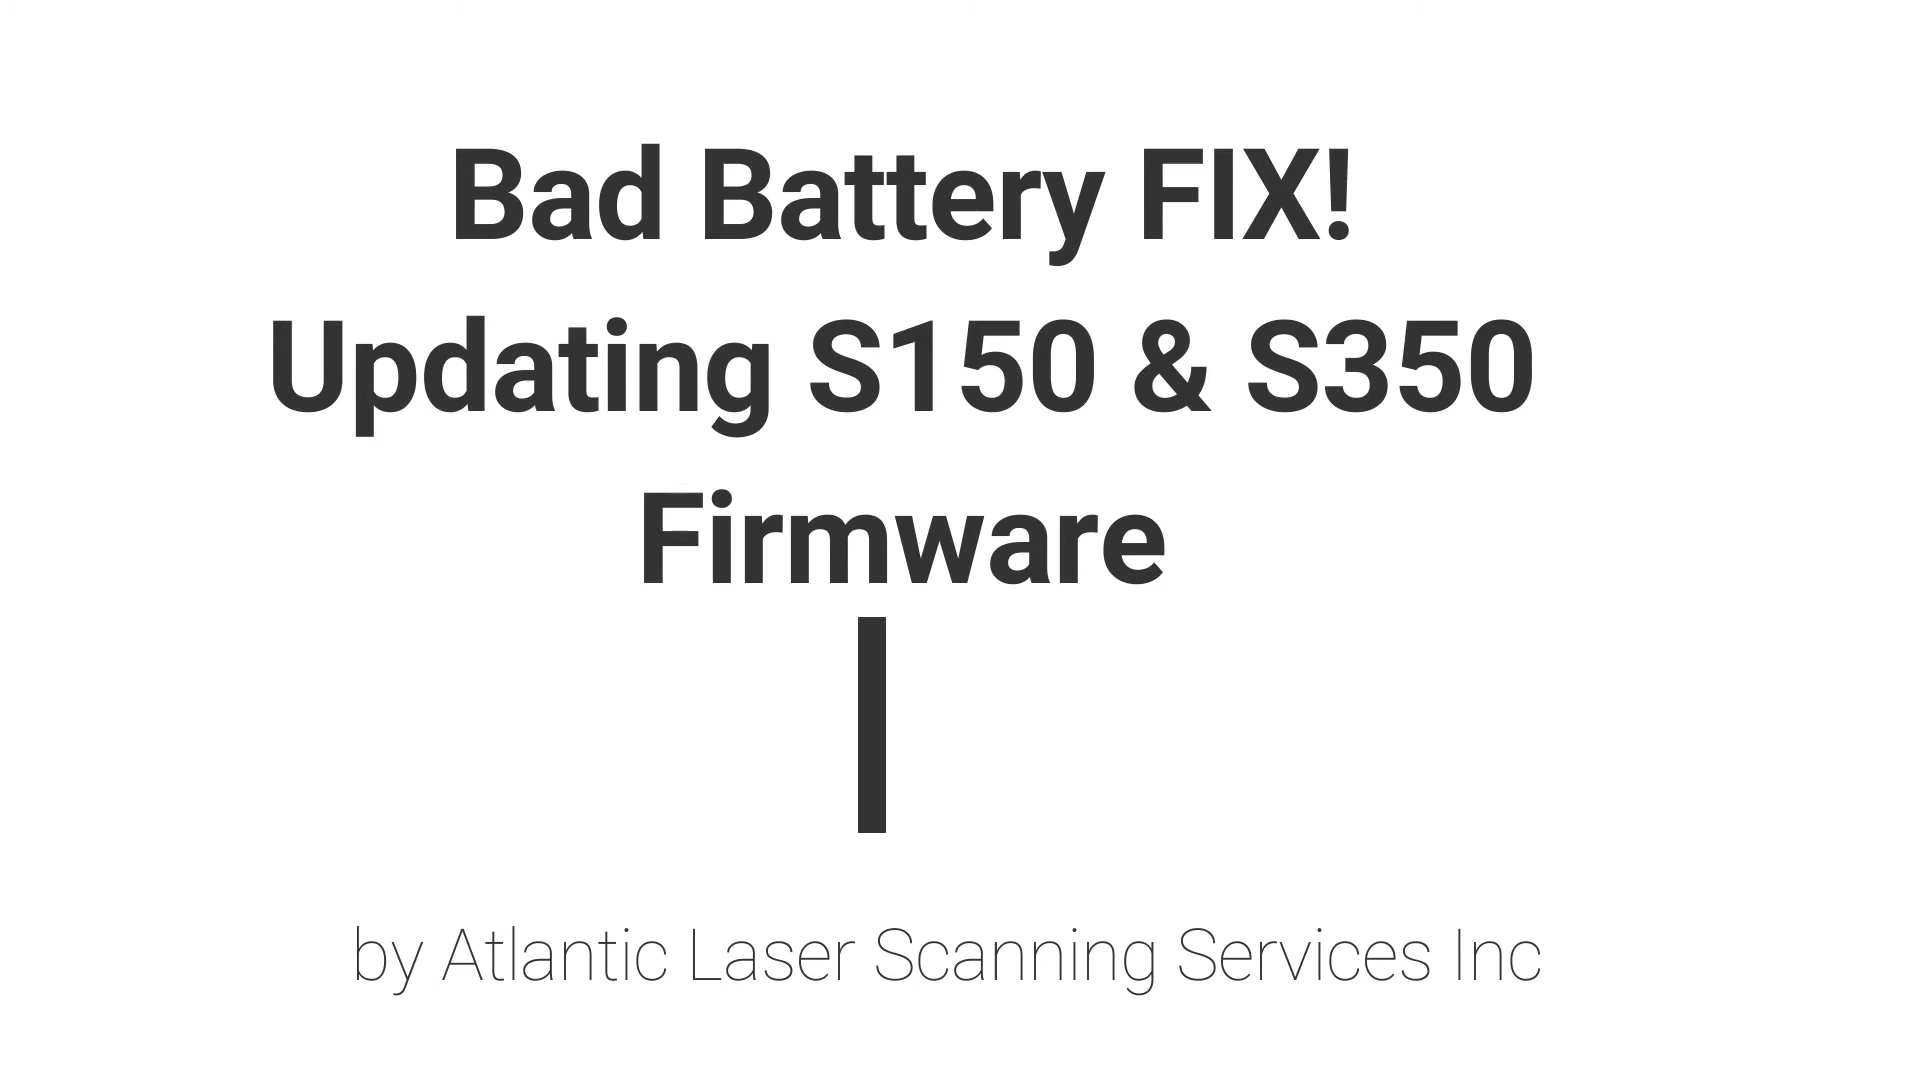 Bad Battery FIX!
Updating S150 & S350
Firmware
by Atlantic Laser Scanning Services Inc